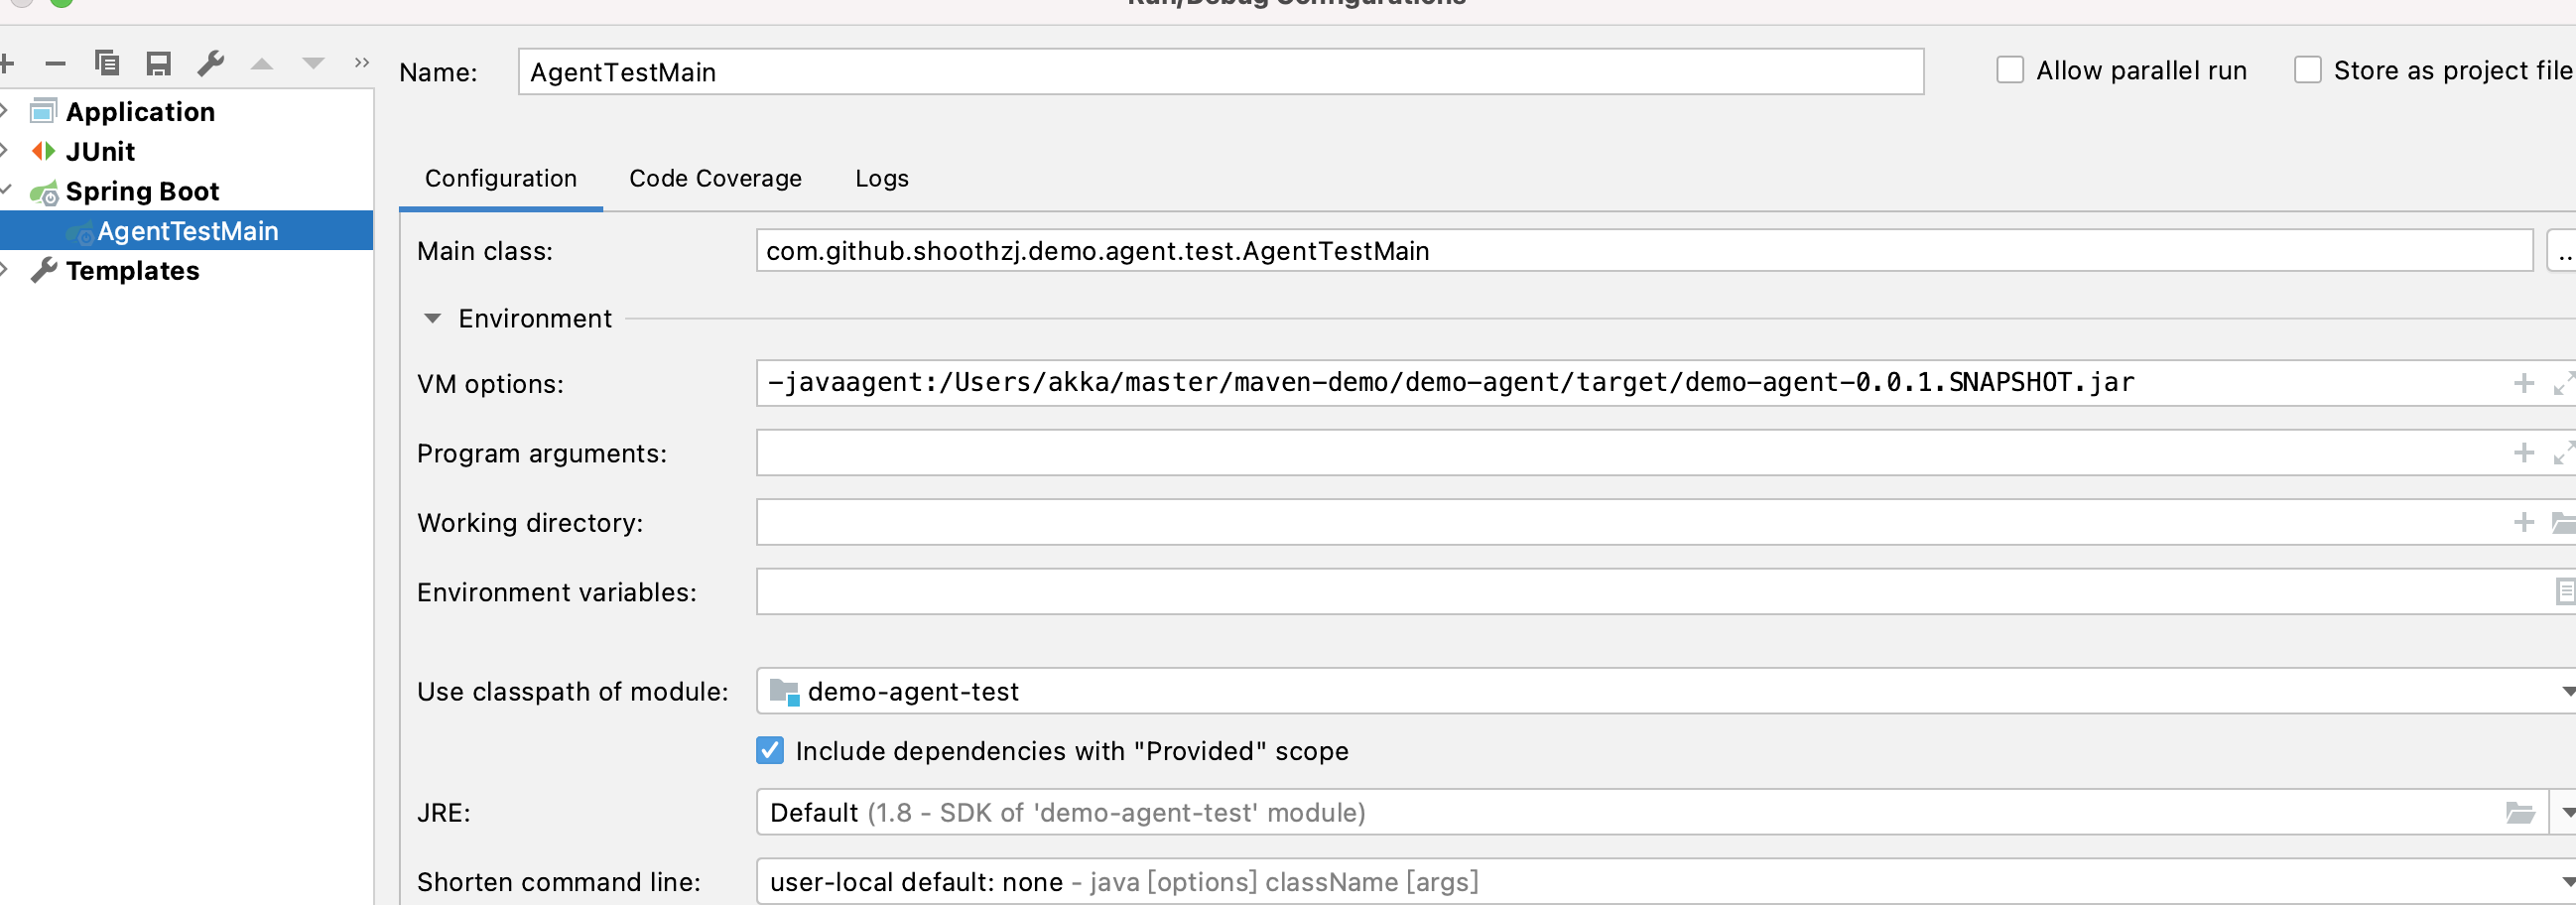 Run/Debug Configurations
Name: AgentTestMain
Allow parallel run
Store as project file
Application
JUnit
Spring Boot
AgentTestMain
Templates
Configuration Code Coverage Logs
Main class: com.github.shoothzj.demo.agent.test.AgentTestMain
Environment
VM options: -javaagent:/Users/akka/master/maven-demo/demo-agent/target/demo-agent-0.0.1.SNAPSHOT.jar
Program arguments:
Working directory:
Environment variables:
Use classpath of module: demo-agent-test
Include dependencies with "Provided" scope
JRE: Default (1.8 - SDK of 'demo-agent-test' module)
Shorten command line: user-local default: none - java [options] className [args]